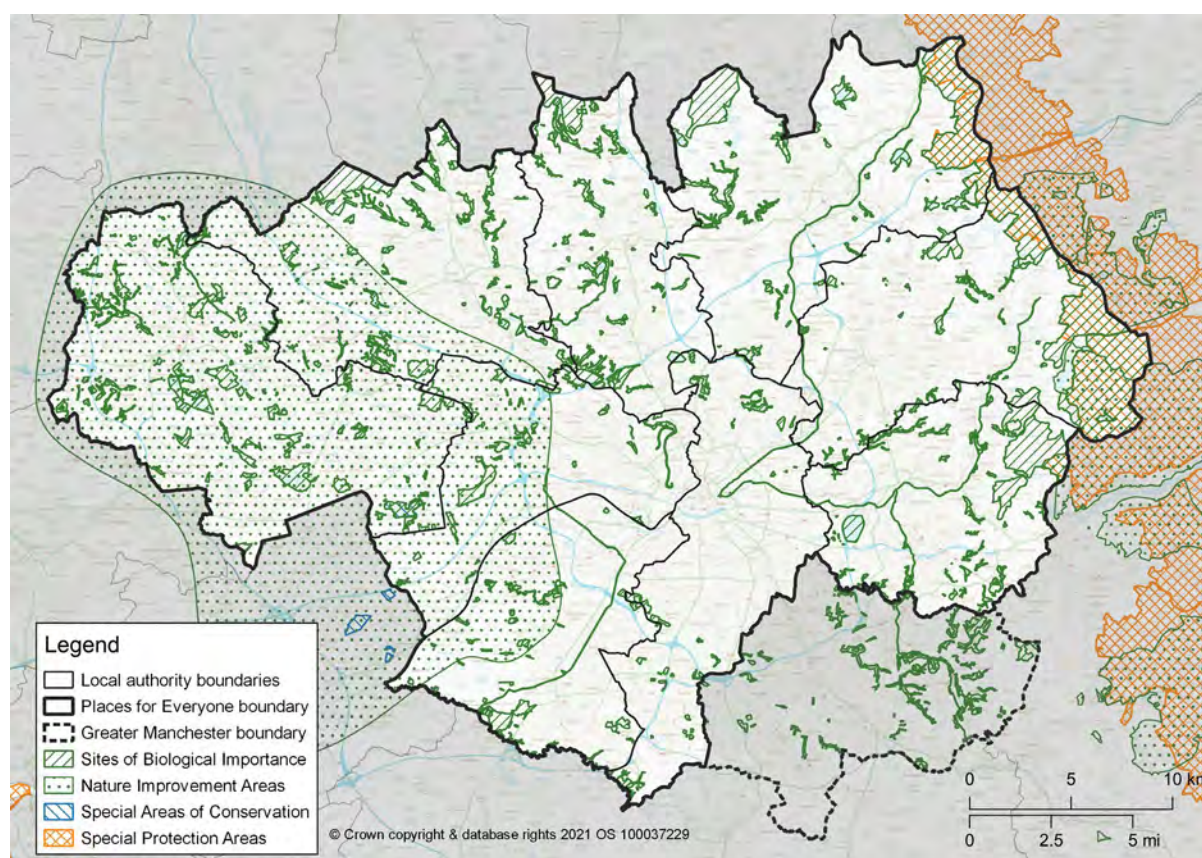 Legend
Local authority boundaries
Places for Everyone boundary
Greater Manchester boundary
Sites of Biological Importance
Nature Improvement Areas
Special Areas of Conservation
Special Protection Areas
© Crown copyright & database rights 2021 OS 100037229
0 5 10 km
0 2.5 5 mi